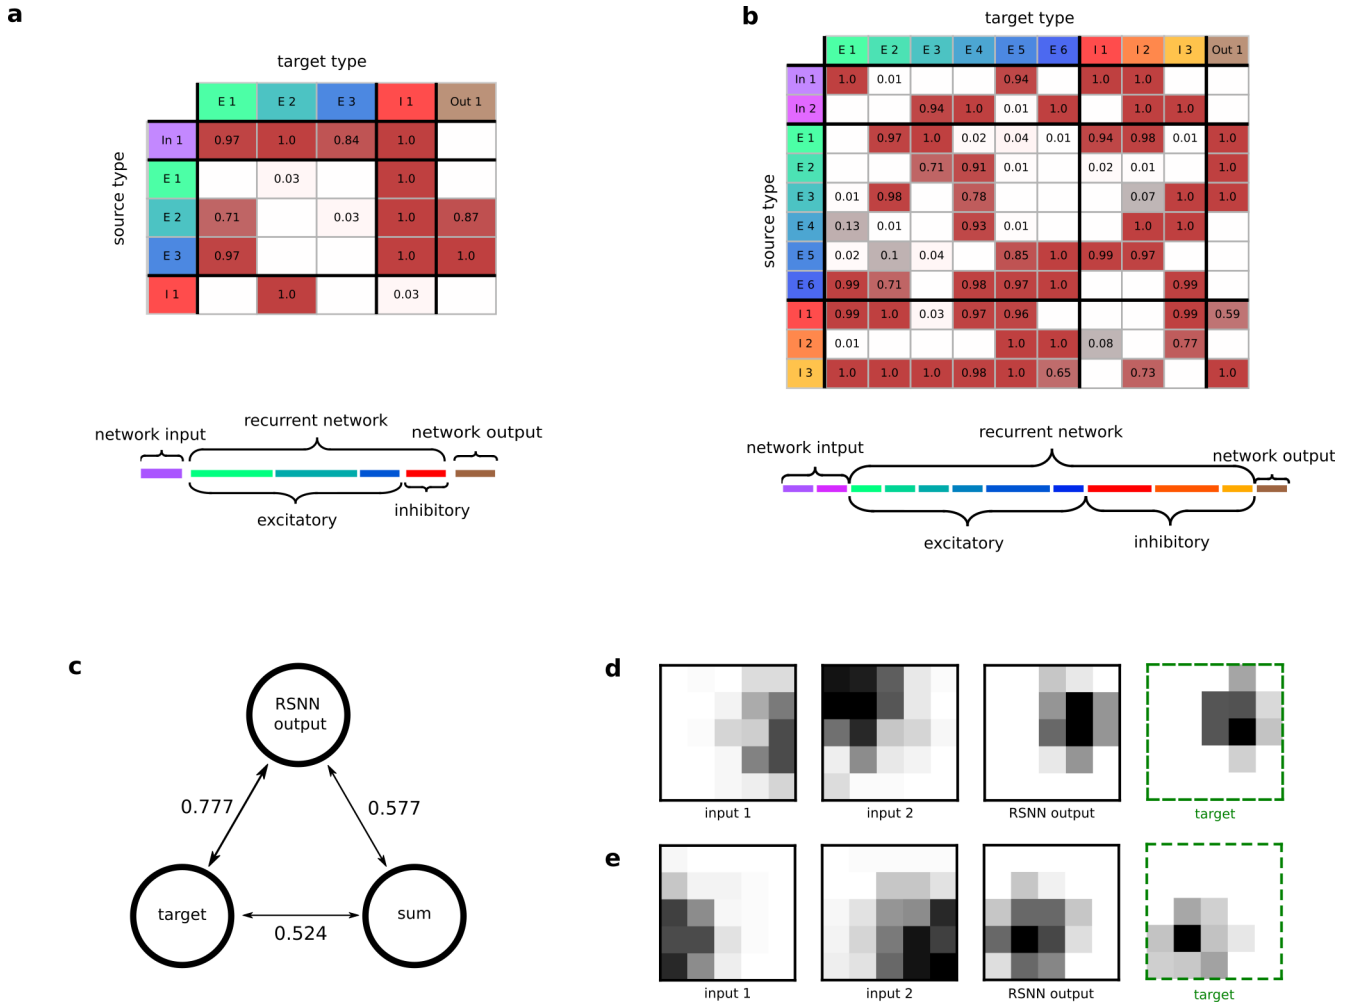 a
target type
E 1 E 2 E 3 I 1 Out 1
source type
In 1 0.97 1.0 0.84 1.0
E 1 0.03 1.0
E 2 0.71 0.03 1.0 0.87
E 3 0.97 1.0 1.0
I 1 1.0 0.03
network input
recurrent network
network output
excitatory
inhibitory
b
target type
E 1 E 2 E 3 E 4 E 5 E 6 I 1 I 2 I 3 Out 1
source type
In 1 1.0 0.01 0.94 1.0 1.0
In 2 0.94 1.0 0.01 1.0 1.0 1.0
E 1 0.97 1.0 0.02 0.04 0.01 0.94 0.98 0.01 1.0
E 2 0.71 0.91 0.01 0.02 0.01 1.0
E 3 0.01 0.98 0.78 0.07 1.0 1.0
E 4 0.13 0.01 0.93 0.01 1.0 1.0
E 5 0.02 0.1 0.04 0.85 1.0 0.99 0.97
E 6 0.99 0.71 0.98 0.97 1.0 0.99
I 1 0.99 1.0 0.03 0.97 0.96 0.99 0.59
I 2 0.01 1.0 1.0 0.08 0.77
I 3 1.0 1.0 1.0 0.98 1.0 0.65 0.73 1.0
network intput
recurrent network
network output
excitatory
inhibitory
c
RSNN
output
0.777
0.577
target
sum
0.524
d
input 1
input 2
RSNN output
target
e
input 1
input 2
RSNN output
target